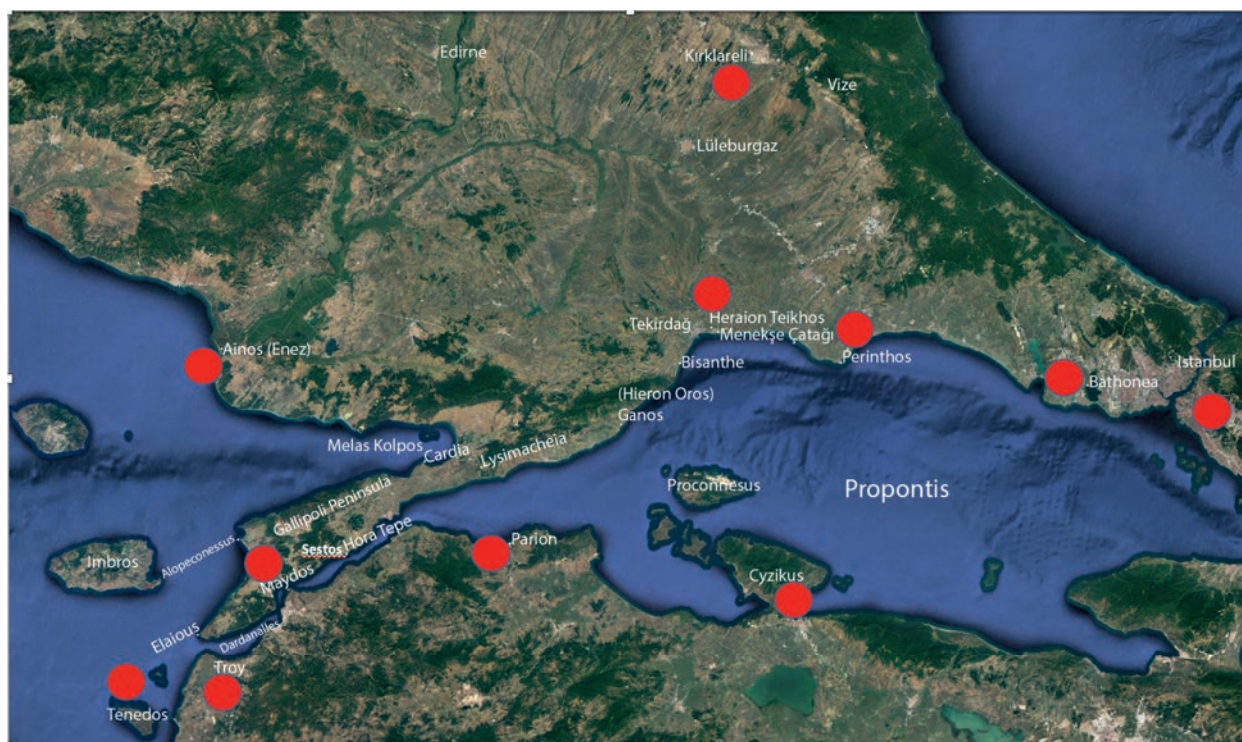 Edirne
Kırklareli
Vize
Lüleburgaz
Heraion Teikhos
Tekirdağ
Menekşe Çatağı
Ainos (Enez)
Perinthos
Bisanthe
Istanbul
Bathonea
(Hieron Oros)
Ganos
Melas Kolpos
Cardia
Lysimacheia
Proconnesus
Propontis
Gallipoli Peninsula
Hora Tepe
Sestos
Parion
Alopeconessus
Imbros
Maydos
Cyzikus
Elaious
Dardanalles
Troy
Tenedos